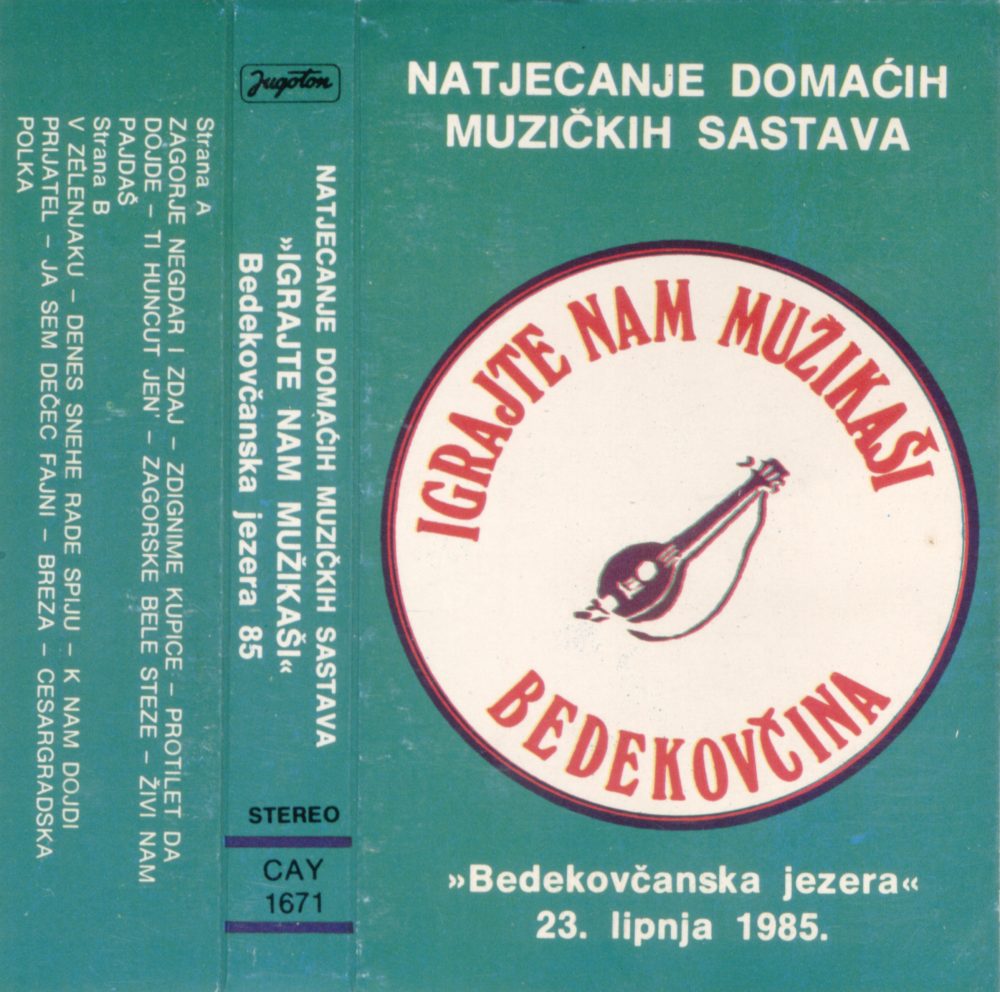 Strana A
ZAGORJE NEGDAR I ZDAJ – ZDIGNIME KUPICE – PROTILET DA
DOJDE – TI HUNCUT JEN' – ZAGORSKE BELE STEZE – ŽIVI NAM
PAJDAŠ
Strana B
V ZELENJAKU – DENES SNEHE RADE SPIJU – K NAM DOJDI
PRIJATEL – JA SEM DEČEC FAJNI – BREZA – CESARGRADSKA
POLKA
Jugoton
NATJECANJE DOMAĆIH MUZIČKIH SASTAVA
»IGRAJTE NAM MUŽIKAŠI«
Bedekovčanska jezera 85
STEREO
CAY
1671
NATJECANJE DOMAĆIH
MUZIČKIH SASTAVA
IGRAJTE NAM MUŽIKAŠI
BEDEKOVČINA
»Bedekovčanska jezera«
23. lipnja 1985.